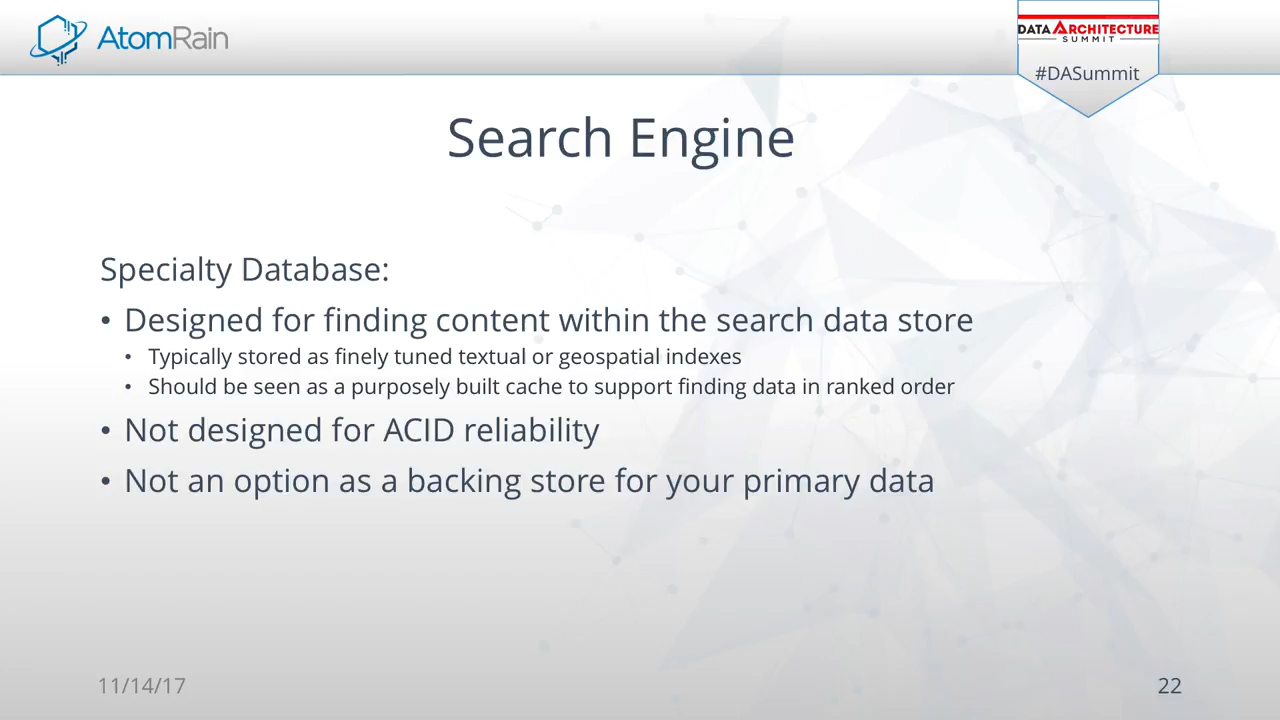 AtomRain
DATA ARCHITECTURE
SUMMIT
#DASummit
Search Engine
Specialty Database:
• Designed for finding content within the search data store
• Typically stored as finely tuned textual or geospatial indexes
• Should be seen as a purposely built cache to support finding data in ranked order
• Not designed for ACID reliability
• Not an option as a backing store for your primary data
11/14/17
22